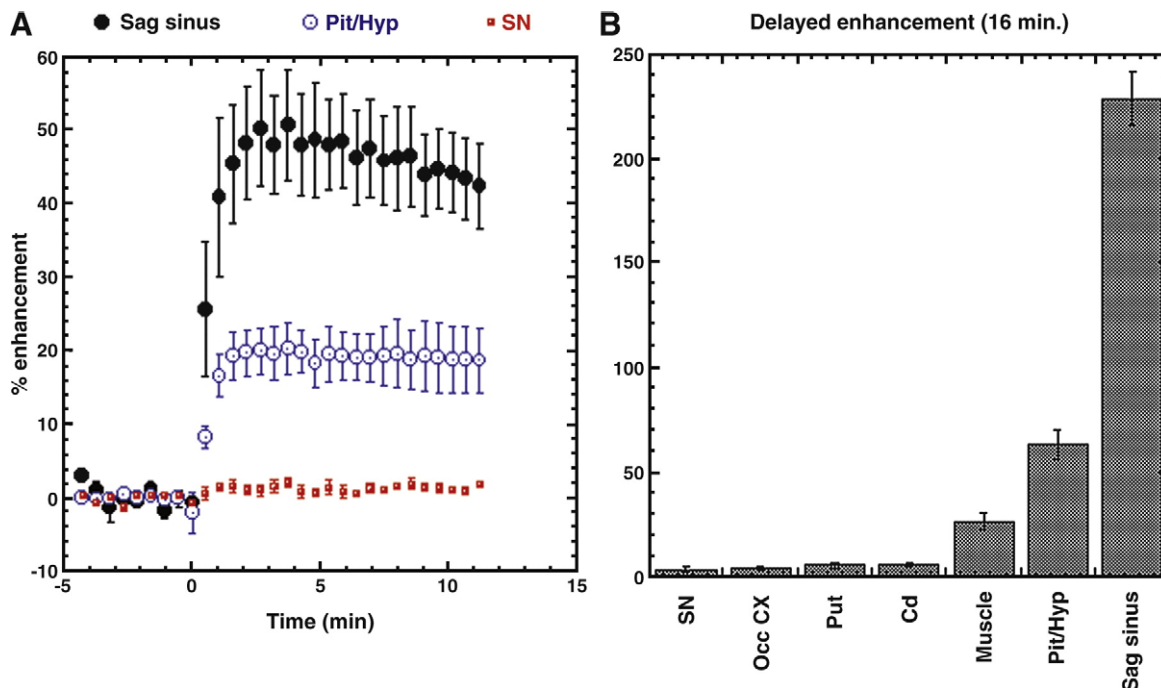 A
Sag sinus
Pit/Hyp
SN
60
50
40
30
20
10
0
-10
-5
0
5
10
15
% enhancement
Time (min)
B
Delayed enhancement (16 min.)
250
200
150
100
50
0
SN
Occ CX
Put
Cd
Muscle
Pit/Hyp
Sag sinus